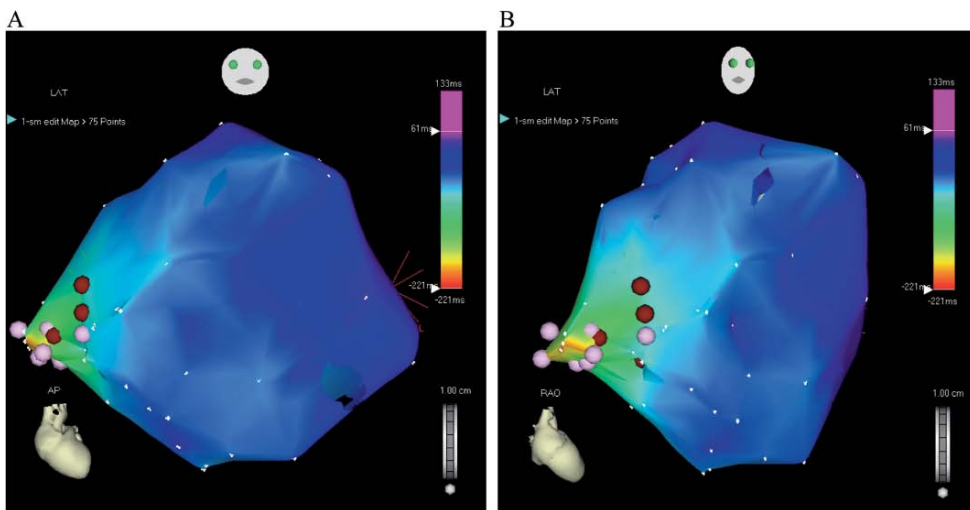 A
LAT
1-sm edit Map > 75 Points
133ms
61ms
-221ms
-221ms
AP
1.00 cm
B
LAT
1-sm edit Map > 75 Points
133ms
61ms
-221ms
-221ms
RAO
1.00 cm